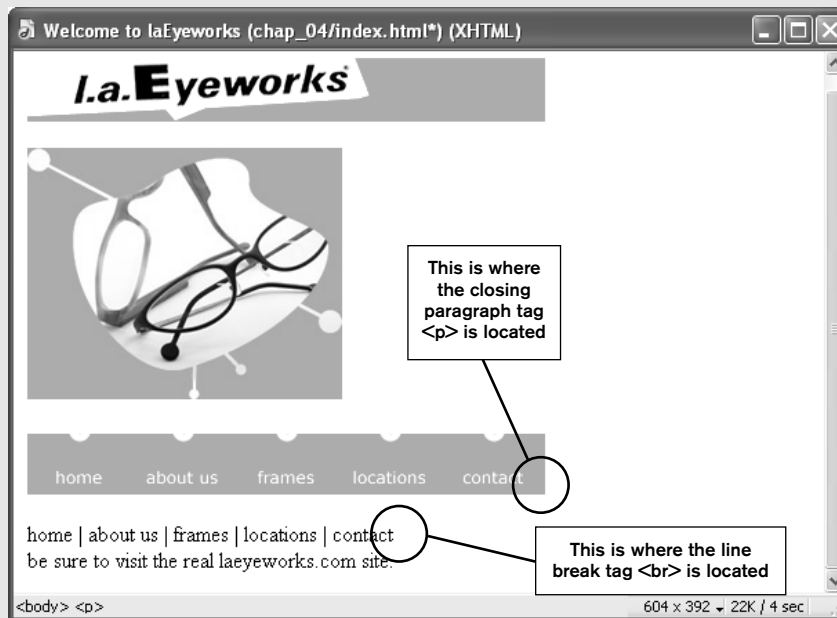 Welcome to laEyeworks (chap_04/index.html*) (XHTML)
l.a.Eyeworks
This is where
the closing
paragraph tag
<p> is located
home about us frames locations contact
home | about us | frames | locations | contact
be sure to visit the real laeyeworks.com site.
This is where the line
break tag <br> is located
<body> <p> 604 x 392 22K / 4 sec